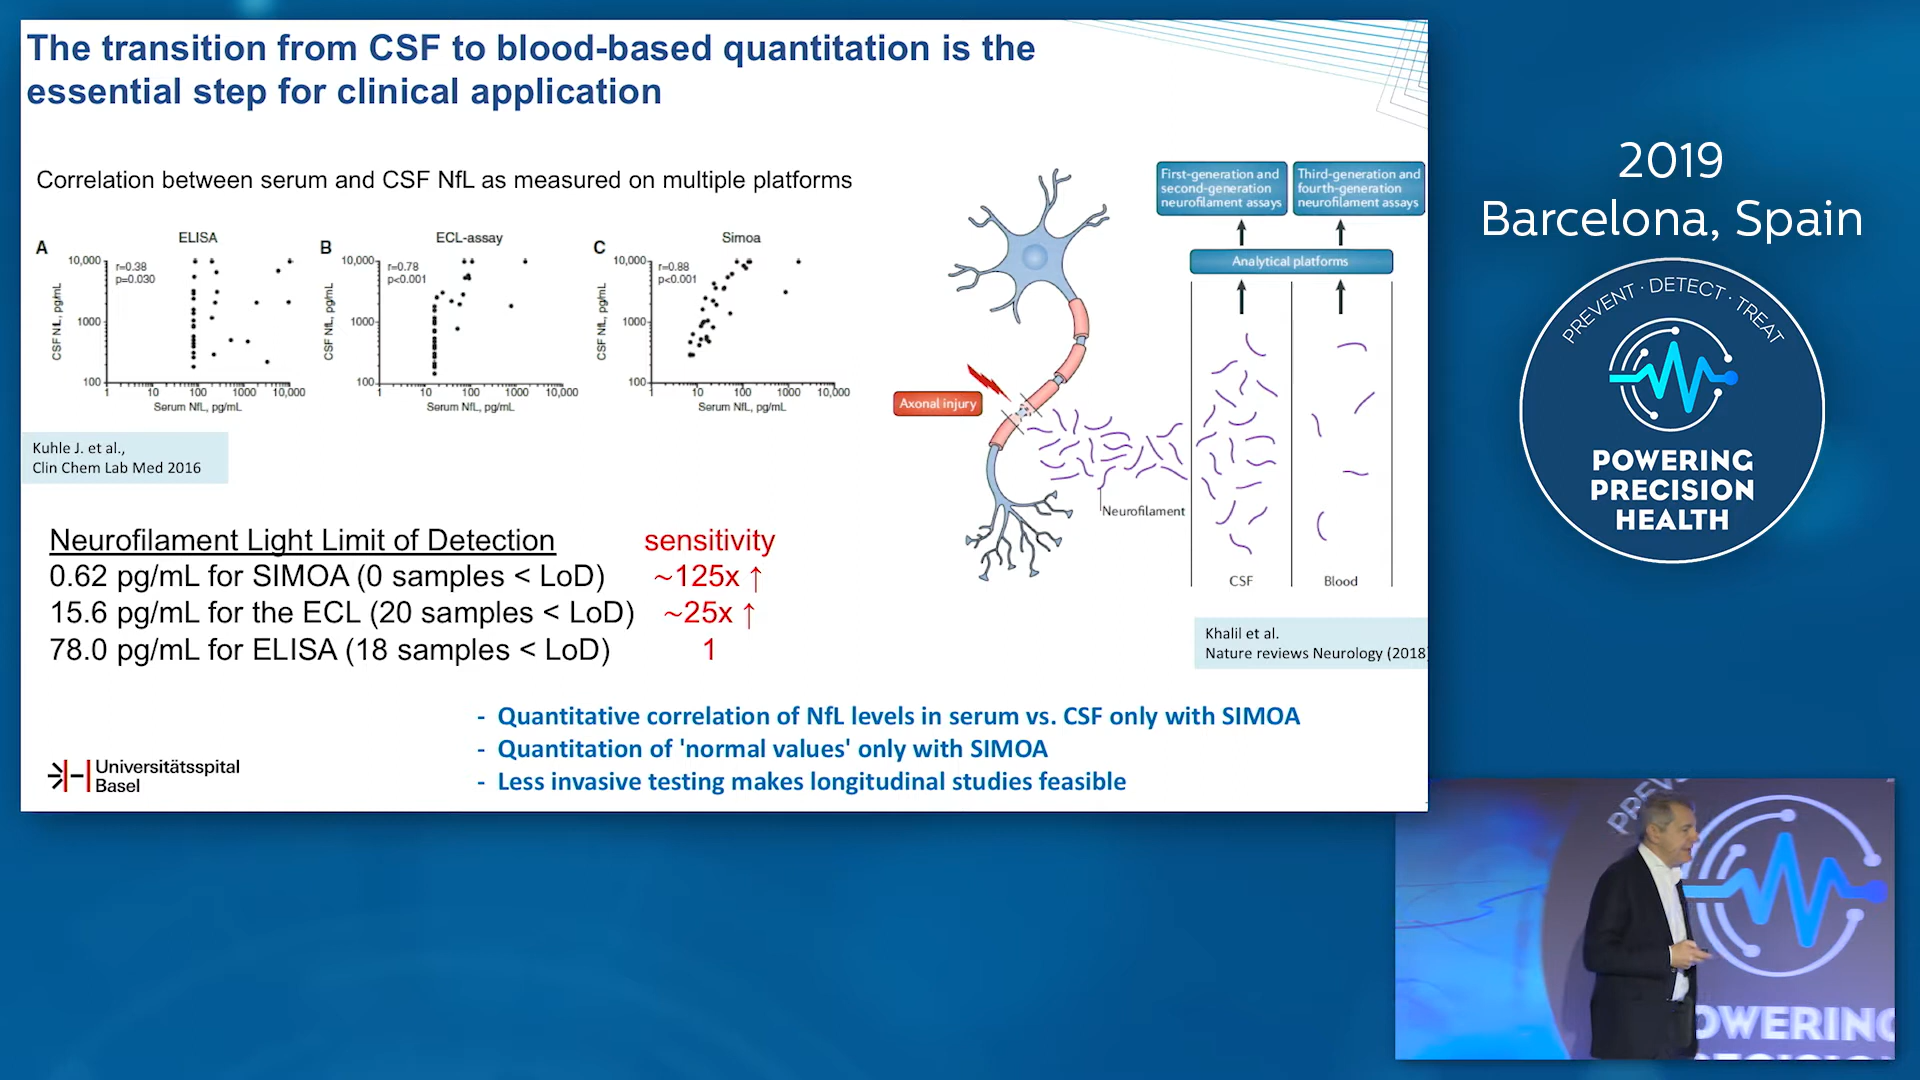 The transition from CSF to blood-based quantitation is the
essential step for clinical application
Correlation between serum and CSF NfL as measured on multiple platforms
A
ELISA
r=0.38
p=0.030
CSF NfL, pg/mL
10,000
1000
100
1
10
100
1000
10,000
Serum NfL, pg/mL
B
ECL-assay
r=0.78
p<0.001
CSF NfL, pg/mL
10,000
1000
100
1
10
100
1000
10,000
Serum NfL, pg/mL
C
Simoa
r=0.88
p<0.001
CSF NfL, pg/mL
10,000
1000
100
1
10
100
1000
10,000
Serum NfL, pg/mL
Kuhle J. et al.,
Clin Chem Lab Med 2016
First-generation and
second-generation
neurofilament assays
Third-generation and
fourth-generation
neurofilament assays
Analytical platforms
Axonal injury
Neurofilament
CSF
Blood
Khalil et al.
Nature reviews Neurology (2018
Neurofilament Light Limit of Detection sensitivity
0.62 pg/mL for SIMOA (0 samples < LoD) ~125x ↑
15.6 pg/mL for the ECL (20 samples < LoD) ~25x ↑
78.0 pg/mL for ELISA (18 samples < LoD) 1
- Quantitative correlation of NfL levels in serum vs. CSF only with SIMOA
- Quantitation of 'normal values' only with SIMOA
- Less invasive testing makes longitudinal studies feasible
Universitätsspital
Basel
2019
Barcelona, Spain
PREVENT · DETECT · TREAT
POWERING
PRECISION
HEALTH
PREV
OWERING